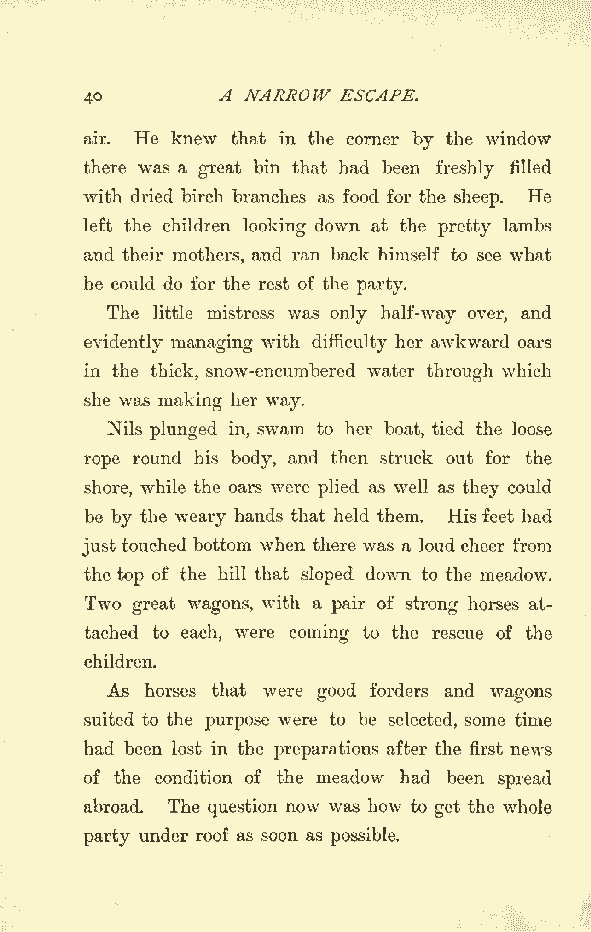 40 A NARROW ESCAPE.
air. He knew that in the corner by the window
there was a great bin that had been freshly filled
with dried birch branches as food for the sheep. He
left the children looking down at the pretty lambs
and their mothers, and ran back himself to see what
he could do for the rest of the party.
The little mistress was only half-way over, and
evidently managing with difficulty her awkward oars
in the thick, snow-encumbered water through which
she was making her way.
Nils plunged in, swam to her boat, tied the loose
rope round his body, and then struck out for the
shore, while the oars were plied as well as they could
be by the weary hands that held them. His feet had
just touched bottom when there was a loud cheer from
the top of the hill that sloped down to the meadow.
Two great wagons, with a pair of strong horses at-
tached to each, were coming to the rescue of the
children.
As horses that were good forders and wagons
suited to the purpose were to be selected, some time
had been lost in the preparations after the first news
of the condition of the meadow had been spread
abroad. The question now was how to get the whole
party under roof as soon as possible.